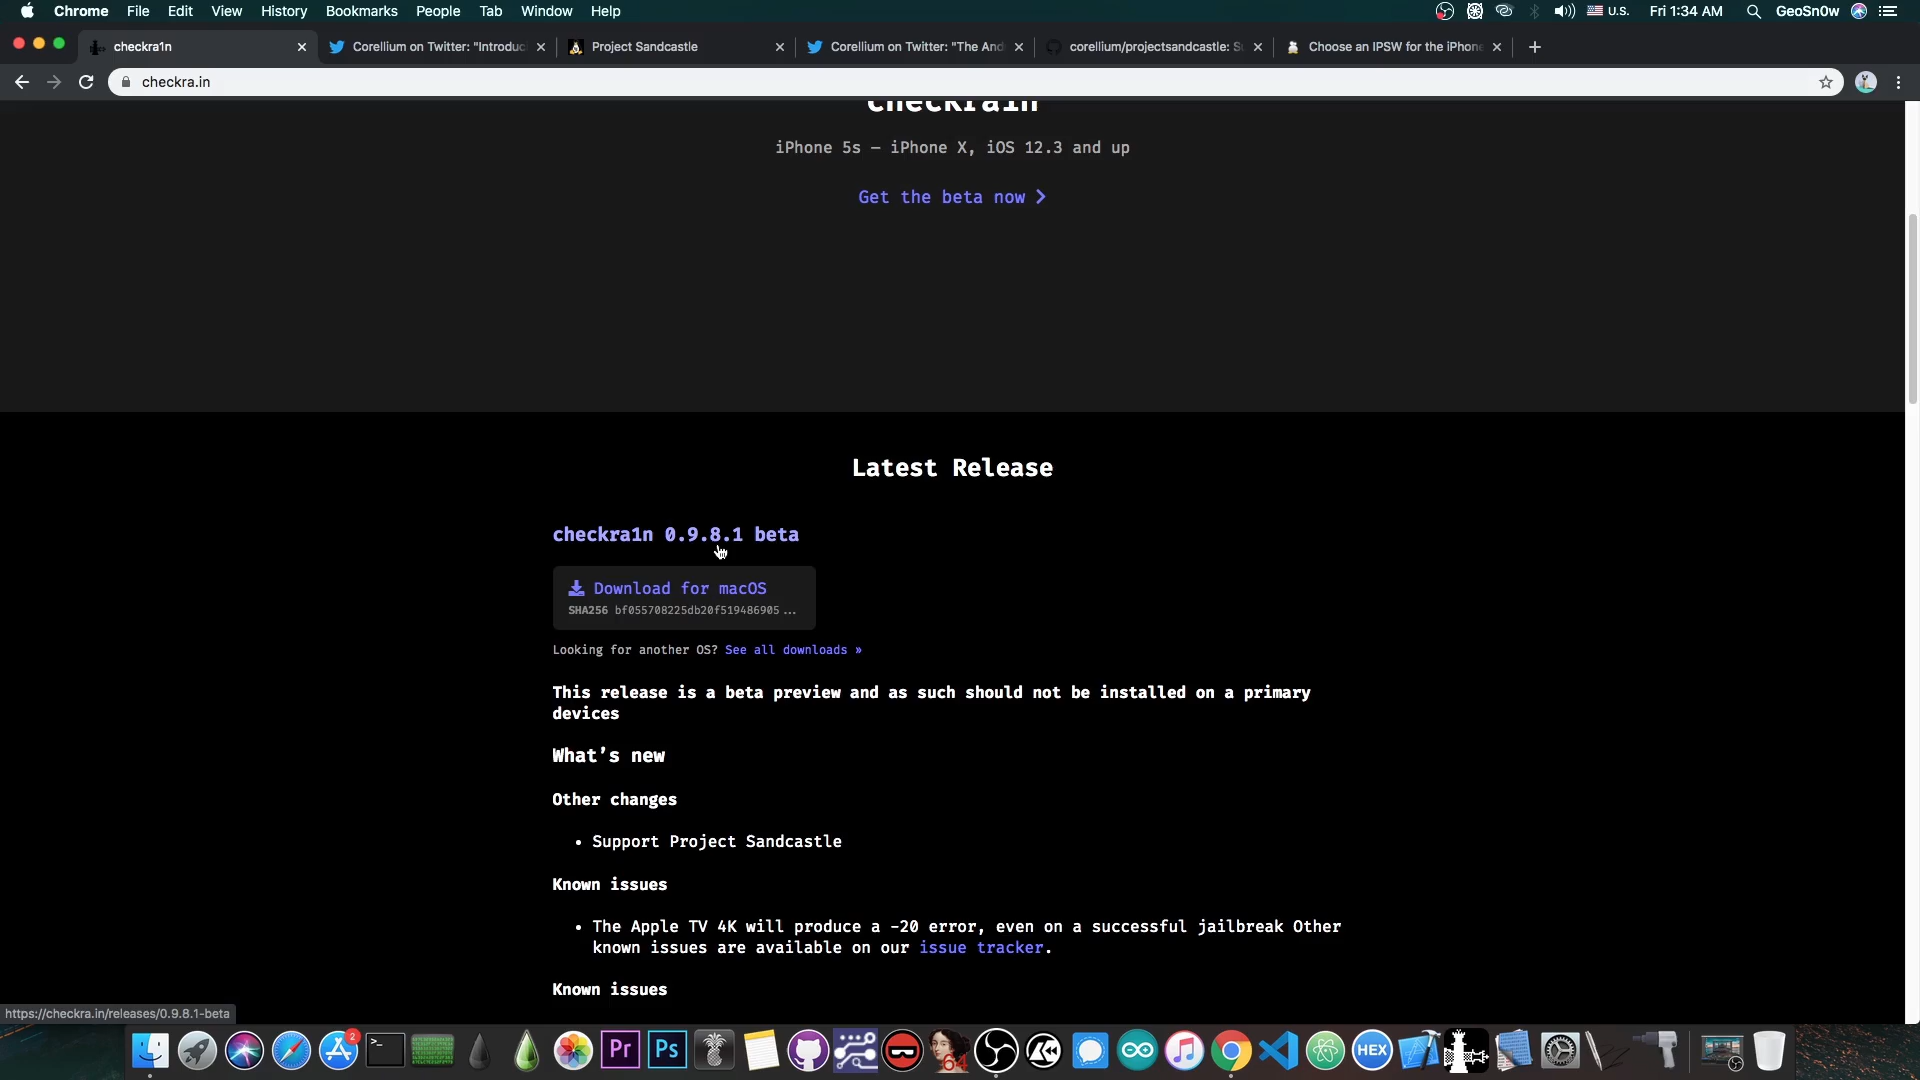 Chrome File Edit View History Bookmarks People Tab Window Help U.S. Fri 1:34 AM GeoSn0w
checkra1n Corellium on Twitter: "Introduc Project Sandcastle Corellium on Twitter: "The And corellium/projectsandcastle: S Choose an IPSW for the iPhone
checkra.in
checkra1n
iPhone 5s – iPhone X, iOS 12.3 and up
Get the beta now
Latest Release
checkra1n 0.9.8.1 beta
Download for macOS
SHA256 bf055708225db20f519486905 ...
Looking for another OS? See all downloads »
This release is a beta preview and as such should not be installed on a primary
devices
What’s new
Other changes
• Support Project Sandcastle
Known issues
• The Apple TV 4K will produce a -20 error, even on a successful jailbreak Other
known issues are available on our issue tracker.
Known issues
https://checkra.in/releases/0.9.8.1-beta
2 >_ Pr Ps 64 HEX